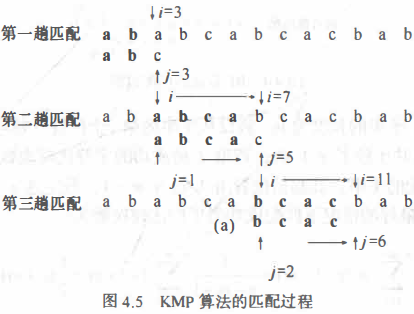 ↓i=3
第一趟匹配 a b a b c a b c a c b a b
a b c
↑j=3
↓i → ↓i=7
第二趟匹配 a b a b c a b c a c b a b
a b c a c
↑ → ↑j=5
j=1 ↓i → ↓i=11
第三趟匹配 a b a b c a b c a c b a b
(a) b c a c
↑ → ↑j=6
j=2
图 4.5 KMP 算法的匹配过程